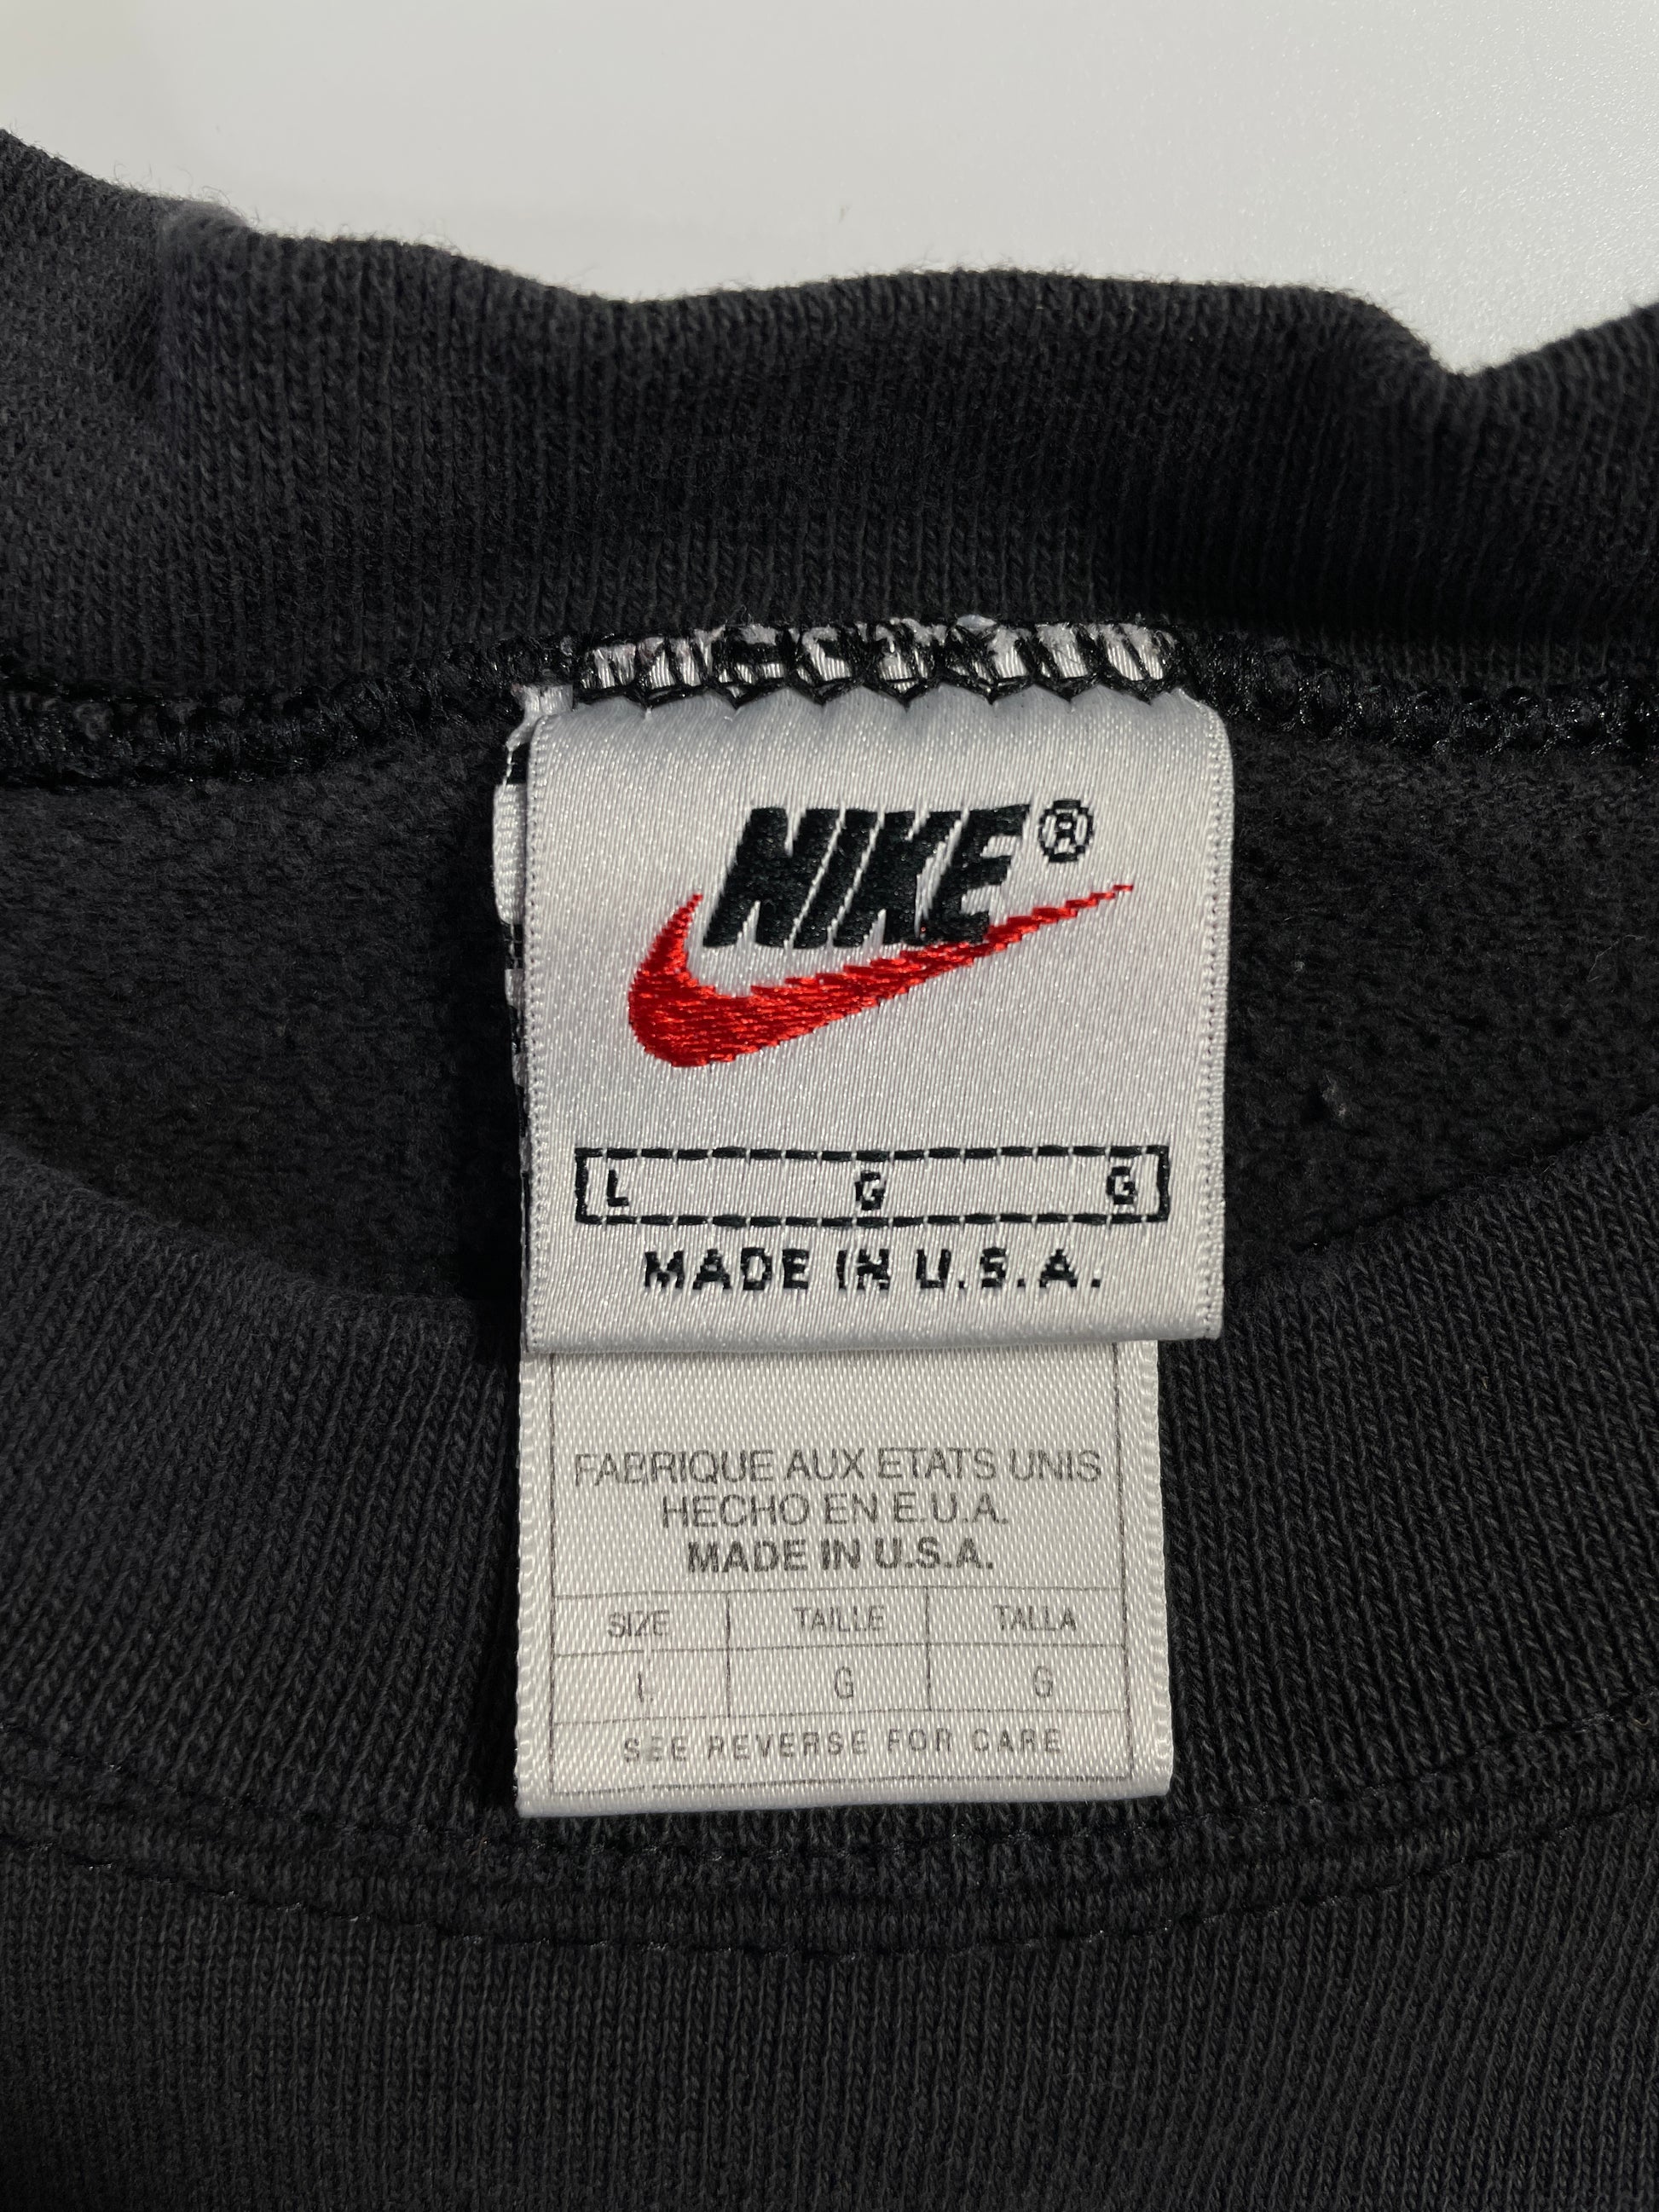 NIKE®
L G G
MADE IN U.S.A.
FABRIQUE AUX ETATS UNIS
HECHO EN E.U.A.
MADE IN U.S.A.
SIZE TAILLE TALLA
L G G
SEE REVERSE FOR CARE